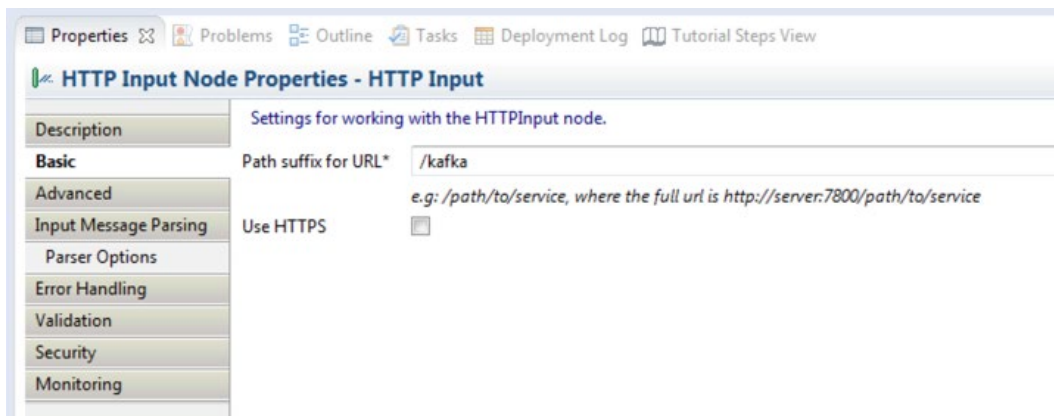 Properties Problems Outline Tasks Deployment Log Tutorial Steps View
HTTP Input Node Properties - HTTP Input
Description
Settings for working with the HTTPInput node.
Basic
Path suffix for URL* /kafka
Advanced
e.g: /path/to/service, where the full url is http://server:7800/path/to/service
Input Message Parsing
Use HTTPS
Parser Options
Error Handling
Validation
Security
Monitoring